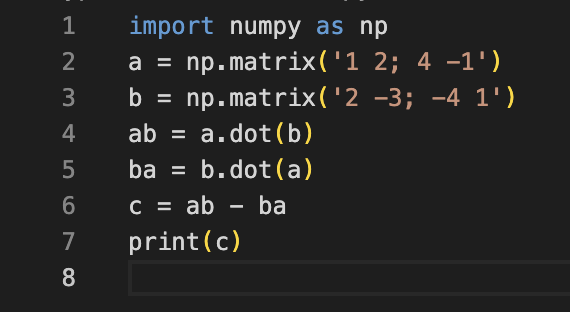 1 import numpy as np
2 a = np.matrix('1 2; 4 -1')
3 b = np.matrix('2 -3; -4 1')
4 ab = a.dot(b)
5 ba = b.dot(a)
6 c = ab - ba
7 print(c)
8